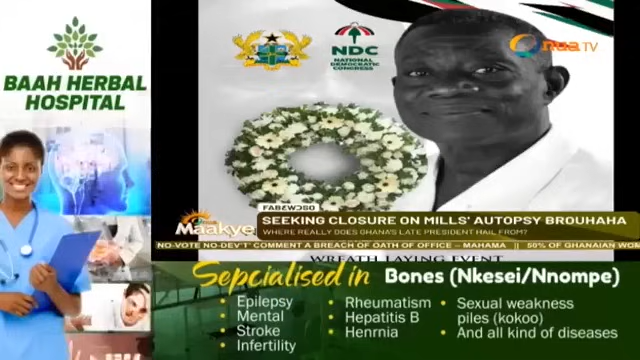 BAAH HERBAL
HOSPITAL
NDC
NATIONAL
DEMOCRATIC
CONGRESS
onua TV
FABEWƆSO
Maakye
SEEKING CLOSURE ON MILLS' AUTOPSY BROUHAHA
WHERE REALLY DOES GHANA'S LATE PRESIDENT HAIL FROM?
NO-VOTE NO-DEV'T' COMMENT A BREACH OF OATH OF OFFICE – MAHAMA || 50% OF GHANAIAN WOM
WREATH LAYING EVENT
Sepcialised in Bones (Nkesei/Nnompe)
• Epilepsy
• Mental
• Stroke
Infertility
• Rheumatism
• Hepatitis B
• Henrnia
• Sexual weakness
piles (kokoo)
• And all kind of diseases